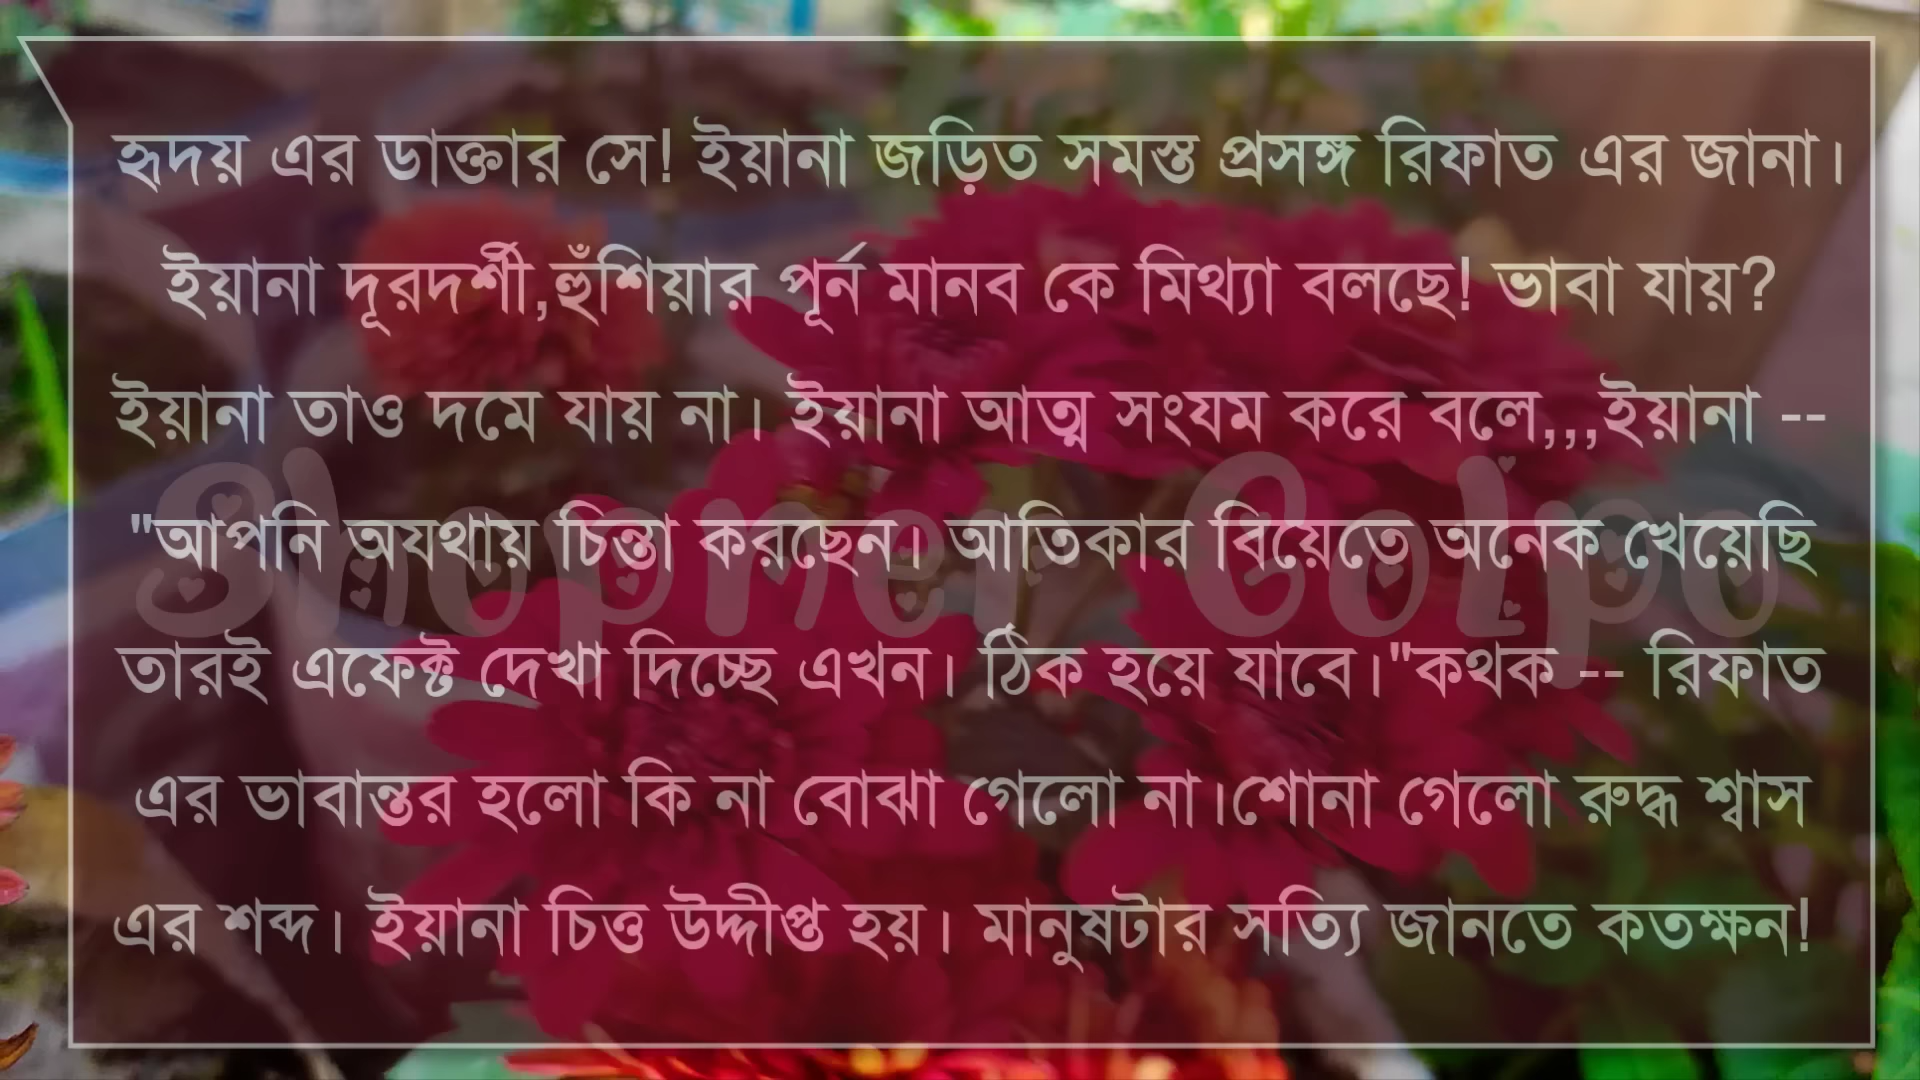 হৃদয় এর ডাক্তার সে! ইয়ানা জড়িত সমস্ত প্রসঙ্গ রিফাত এর জানা।
ইয়ানা দূরদর্শী,হুঁশিয়ার পূর্ন মানব কে মিথ্যা বলছে! ভাবা যায়?
ইয়ানা তাও দমে যায় না। ইয়ানা আত্ম সংযম করে বলে,,,ইয়ানা --
"আপনি অযথায় চিন্তা করছেন। আতিকার বিয়েতে অনেক খেয়েছি
তারই এফেক্ট দেখা দিচ্ছে এখন। ঠিক হয়ে যাবে।"কথক -- রিফাত
এর ভাবান্তর হলো কি না বোঝা গেলো না।শোনা গেলো রুদ্ধ শ্বাস
এর শব্দ। ইয়ানা চিত্ত উদ্দীপ্ত হয়। মানুষটার সত্যি জানতে কতক্ষন!
Shopner Golpo